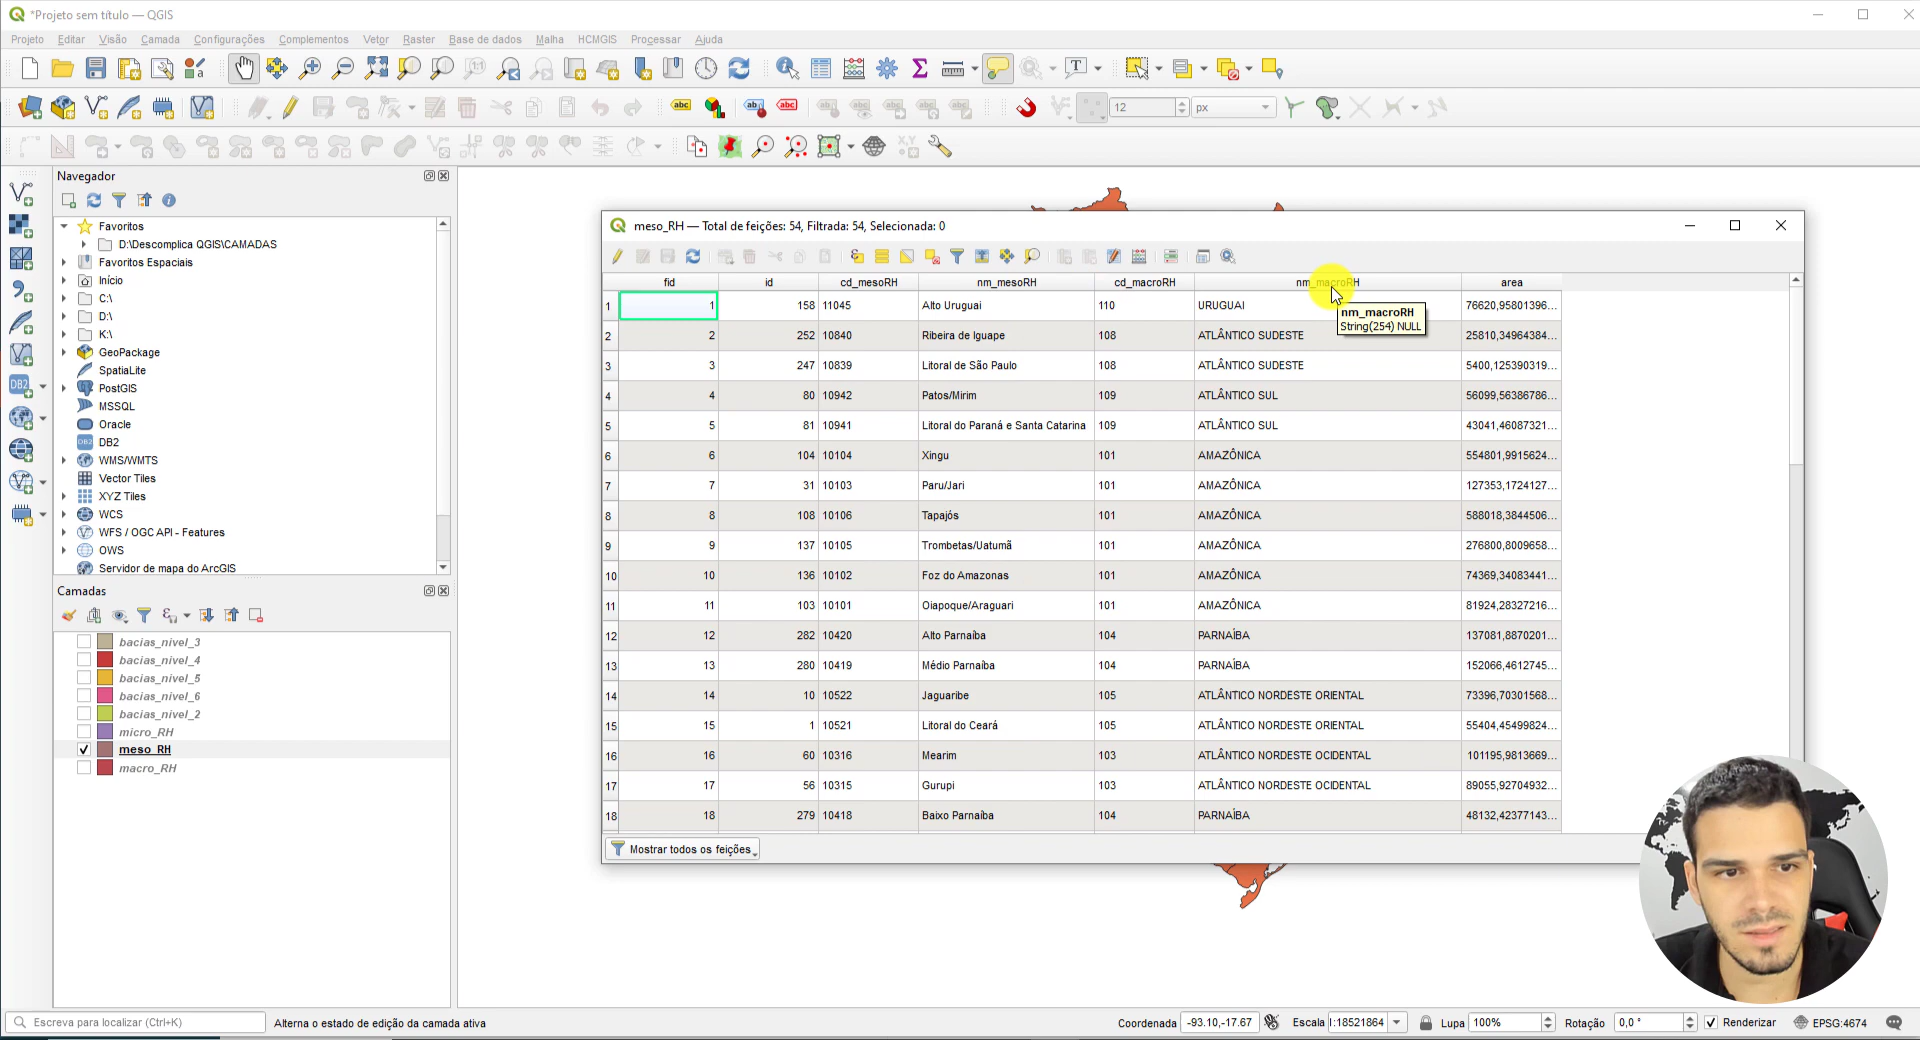 *Projeto sem título — QGIS
Projeto Editar Visão Camada Configurações Complementos Vetor Raster Base de dados Malha HCMGIS Processar Ajuda
12 px
Navegador
Favoritos
D:\Descomplica QGIS\CAMADAS
Favoritos Espaciais
Início
C:\
D:\
K:\
GeoPackage
SpatiaLite
PostGIS
MSSQL
Oracle
DB2
WMS/WMTS
Vector Tiles
XYZ Tiles
WCS
WFS / OGC API - Features
OWS
Servidor de mapa do ArcGIS
Camadas
bacias_nivel_3
bacias_nivel_4
bacias_nivel_5
bacias_nivel_6
bacias_nivel_2
micro_RH
meso_RH
macro_RH
meso_RH — Total de feições: 54, Filtrada: 54, Selecionada: 0
fid id cd_mesoRH nm_mesoRH cd_macroRH nm_macroRH area
1 1 158 11045 Alto Uruguai 110 URUGUAI 76620,95801396...
2 2 252 10840 Ribeira de Iguape 108 ATLÂNTICO SUDESTE 25810,34964384...
3 3 247 10839 Litoral de São Paulo 108 ATLÂNTICO SUDESTE 5400,125390319...
4 4 80 10942 Patos/Mirim 109 ATLÂNTICO SUL 56099,56386786...
5 5 81 10941 Litoral do Paraná e Santa Catarina 109 ATLÂNTICO SUL 43041,46087321...
6 6 104 10104 Xingu 101 AMAZÔNICA 554801,9915624...
7 7 31 10103 Paru/Jari 101 AMAZÔNICA 127353,1724127...
8 8 108 10106 Tapajós 101 AMAZÔNICA 588018,3844506...
9 9 137 10105 Trombetas/Uatumã 101 AMAZÔNICA 276800,8009658...
10 10 136 10102 Foz do Amazonas 101 AMAZÔNICA 74369,34083441...
11 11 103 10101 Oiapoque/Araguari 101 AMAZÔNICA 81924,28327216...
12 12 282 10420 Alto Parnaíba 104 PARNAÍBA 137081,8870201...
13 13 280 10419 Médio Parnaíba 104 PARNAÍBA 152066,4612745...
14 14 10 10522 Jaguaribe 105 ATLÂNTICO NORDESTE ORIENTAL 73396,70301568...
15 15 1 10521 Litoral do Ceará 105 ATLÂNTICO NORDESTE ORIENTAL 55404,45499824...
16 16 60 10316 Mearim 103 ATLÂNTICO NORDESTE OCIDENTAL 101195,9813669...
17 17 56 10315 Gurupi 103 ATLÂNTICO NORDESTE OCIDENTAL 89055,92704932...
18 18 279 10418 Baixo Parnaíba 104 PARNAÍBA 48132,42377143...
nm_macroRH
String(254) NULL
Mostrar todos os feições
Escreva para localizar (Ctrl+K) Alterna o estado de edição da camada ativa Coordenada -93.10,-17.67 Escala 1:18521864 Lupa 100% Rotação 0,0 ° Renderizar EPSG:4674